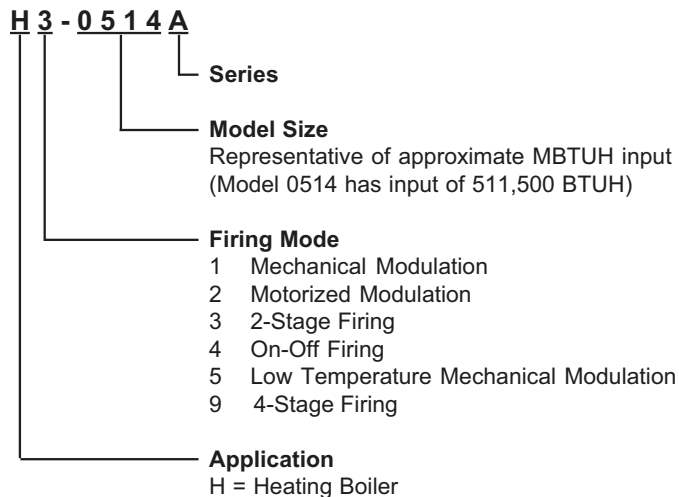 H 3 - 0 5 1 4 A
Series
Model Size
Representative of approximate MBTUH input
(Model 0514 has input of 511,500 BTUH)
Firing Mode
1 Mechanical Modulation
2 Motorized Modulation
3 2-Stage Firing
4 On-Off Firing
5 Low Temperature Mechanical Modulation
9 4-Stage Firing
Application
H = Heating Boiler